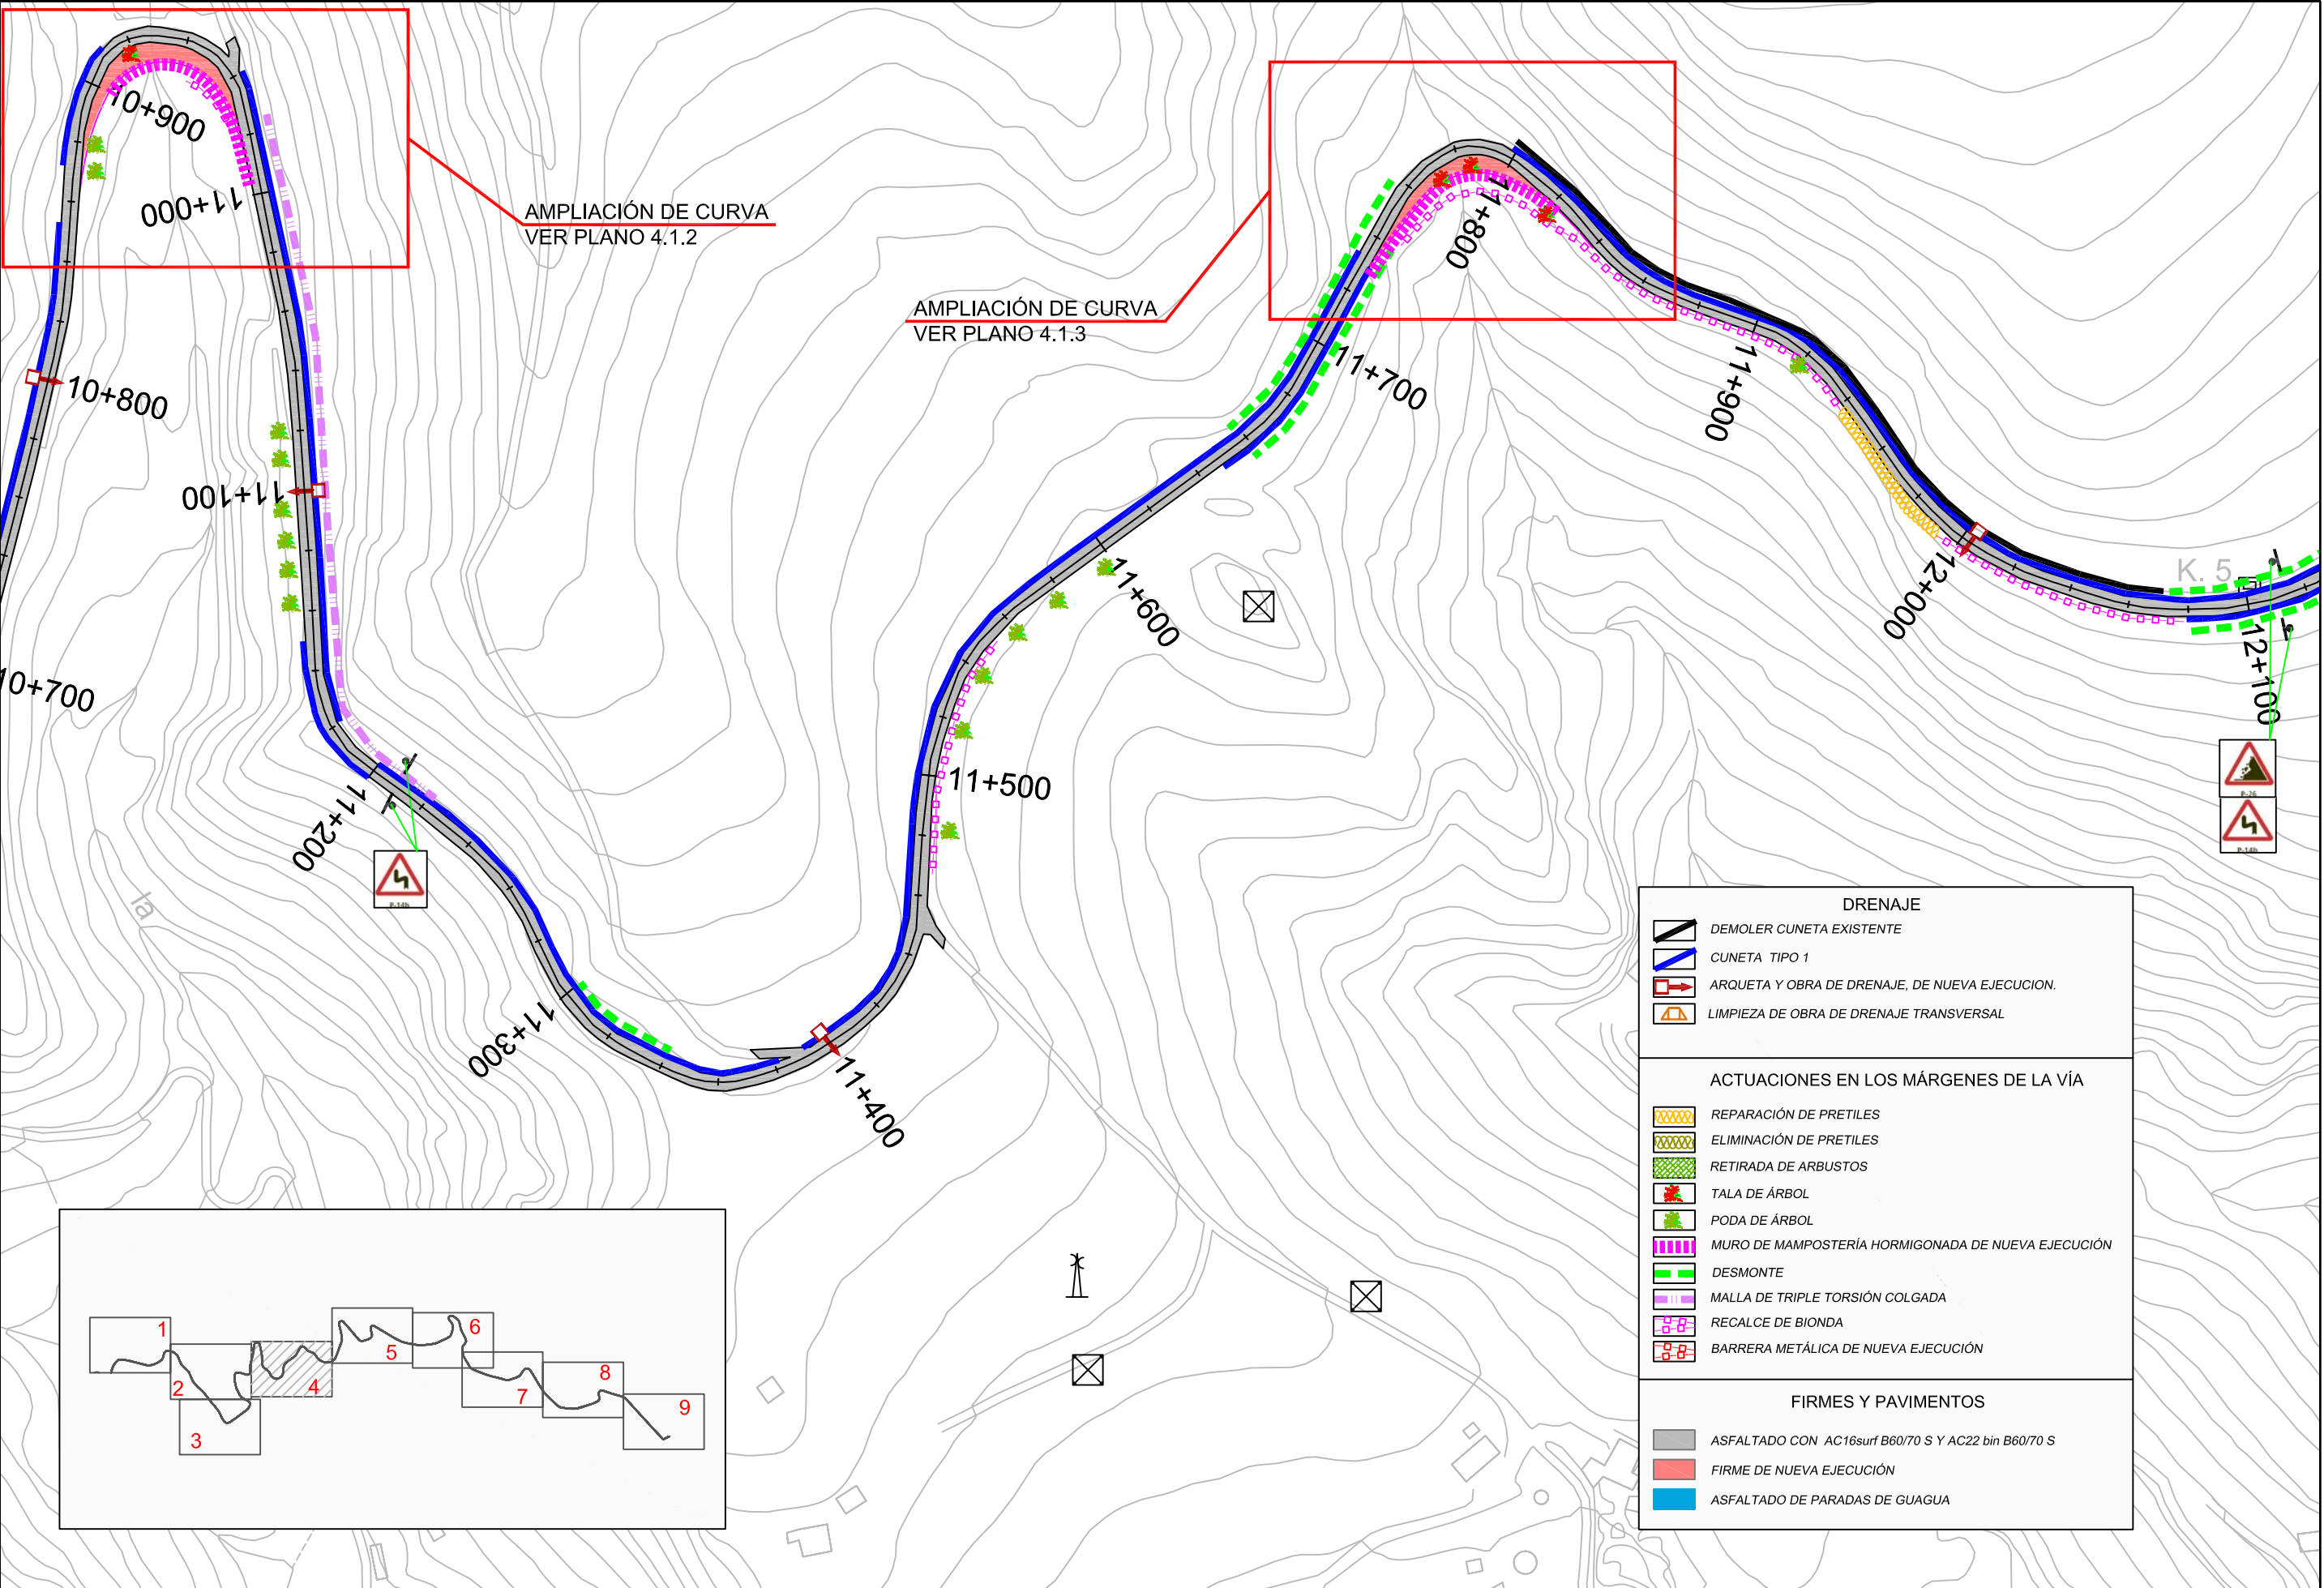 10+900
11+000
AMPLIACIÓN DE CURVA
VER PLANO 4.1.2
AMPLIACIÓN DE CURVA
VER PLANO 4.1.3
11+800
11+700
11+900
10+800
11+100
11+600
12+000
K. 5
12+100
10+700
11+500
11+200
P-14b
P-26
P-14b
la
11+300
11+400
DRENAJE
DEMOLER CUNETA EXISTENTE
CUNETA TIPO 1
ARQUETA Y OBRA DE DRENAJE, DE NUEVA EJECUCION.
LIMPIEZA DE OBRA DE DRENAJE TRANSVERSAL
ACTUACIONES EN LOS MÁRGENES DE LA VÍA
REPARACIÓN DE PRETILES
ELIMINACIÓN DE PRETILES
RETIRADA DE ARBUSTOS
TALA DE ÁRBOL
PODA DE ÁRBOL
MURO DE MAMPOSTERÍA HORMIGONADA DE NUEVA EJECUCIÓN
DESMONTE
MALLA DE TRIPLE TORSIÓN COLGADA
RECALCE DE BIONDA
BARRERA METÁLICA DE NUEVA EJECUCIÓN
FIRMES Y PAVIMENTOS
ASFALTADO CON AC16surf B60/70 S Y AC22 bin B60/70 S
FIRME DE NUEVA EJECUCIÓN
ASFALTADO DE PARADAS DE GUAGUA
1
2
3
4
5
6
7
8
9